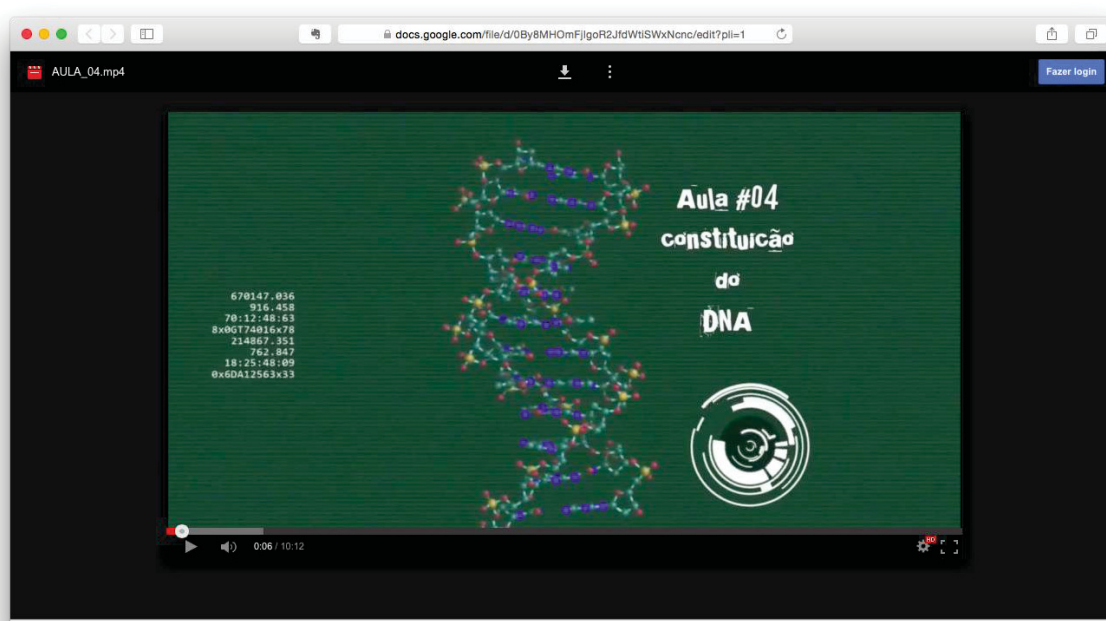 docs.google.com/file/d/0By8MHOmFjlgoR2JfdWtiSWxNcnc/edit?pli=1
AULA_04.mp4
Fazer login
Aula #04
constituicão
do
DNA
670147.036
916.458
70:12:48:63
8x0GT74016x78
214867.351
762.847
18:25:48:09
0x6DA12563x33
0:06 / 10:12
HD